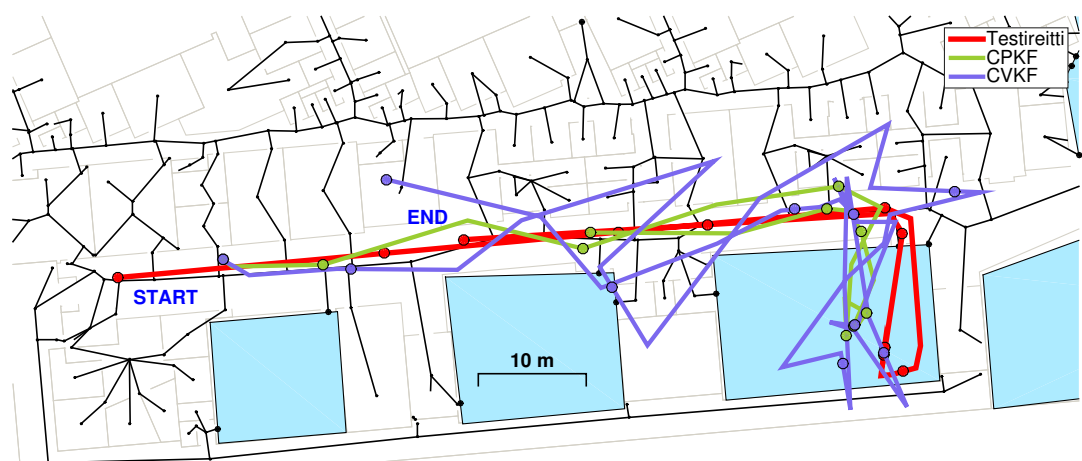 Testireitti
CPKF
CVKF
END
START
10 m